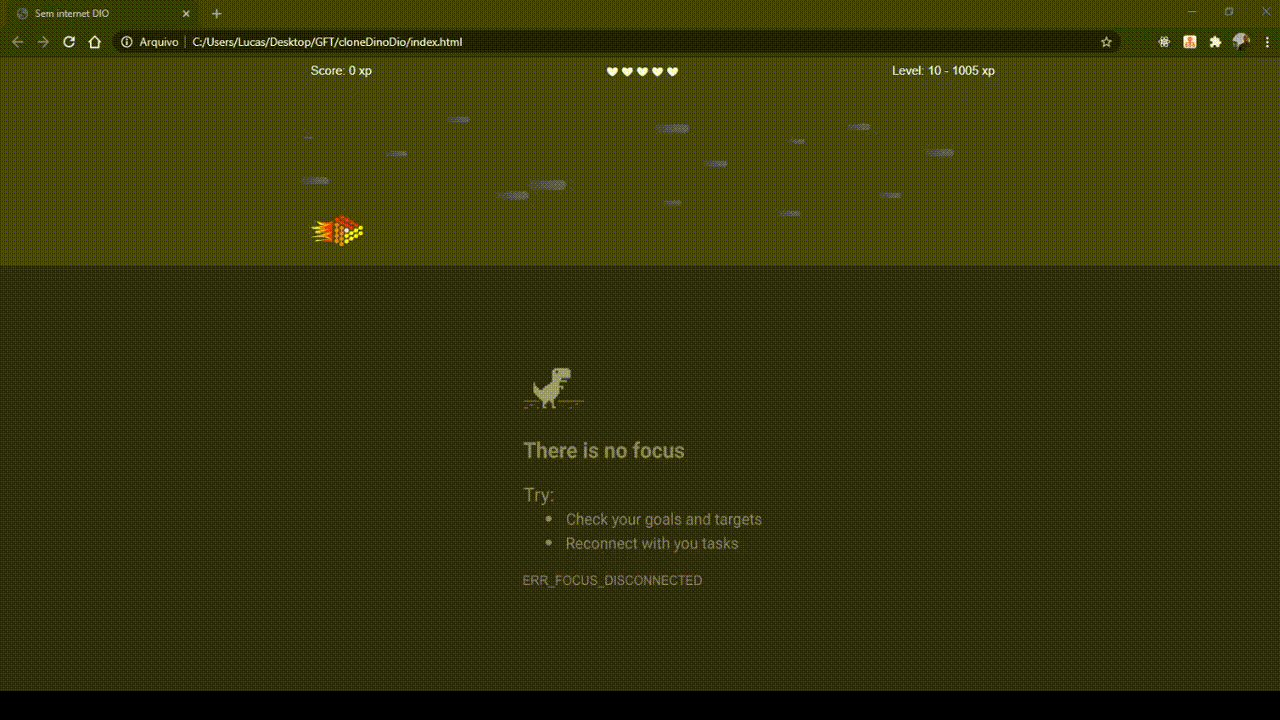 Sem internet DIO
Arquivo | C:/Users/Lucas/Desktop/GFT/cloneDinoDio/index.html
Score: 0 xp
Level: 10 - 1005 xp
There is no focus
Try:
• Check your goals and targets
• Reconnect with you tasks
ERR_FOCUS_DISCONNECTED